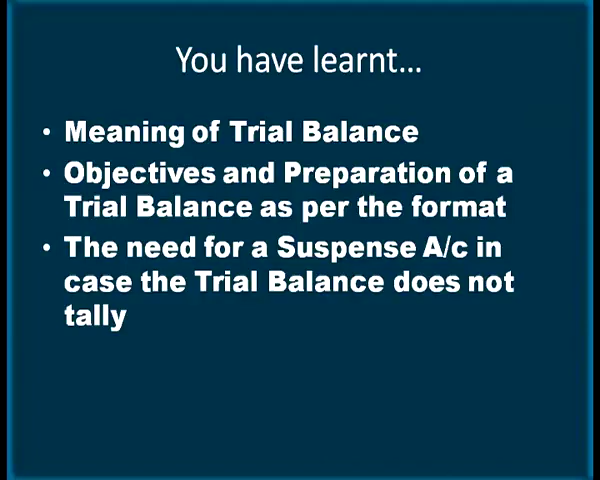 You have learnt...
• Meaning of Trial Balance
• Objectives and Preparation of a
Trial Balance as per the format
• The need for a Suspense A/c in
case the Trial Balance does not
tally